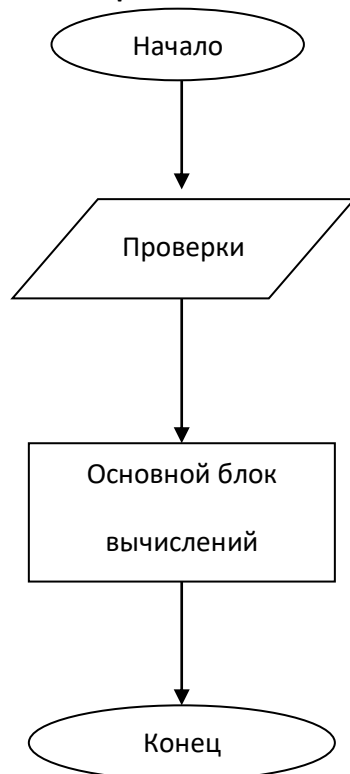 Начало
Проверки
Основной блок
вычислений
Конец